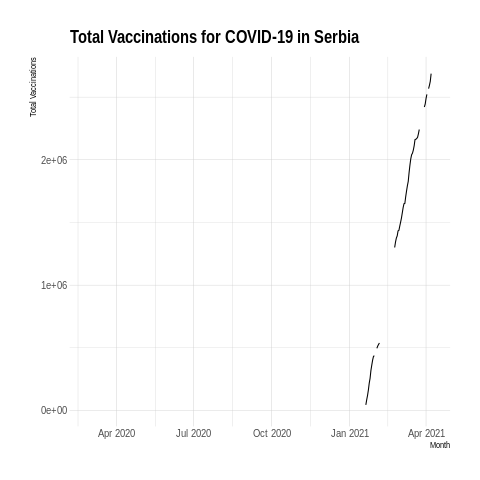 Total Vaccinations for COVID-19 in Serbia
Total Vaccinations
2e+06
1e+06
0e+00
Apr 2020 Jul 2020 Oct 2020 Jan 2021 Apr 2021
Month